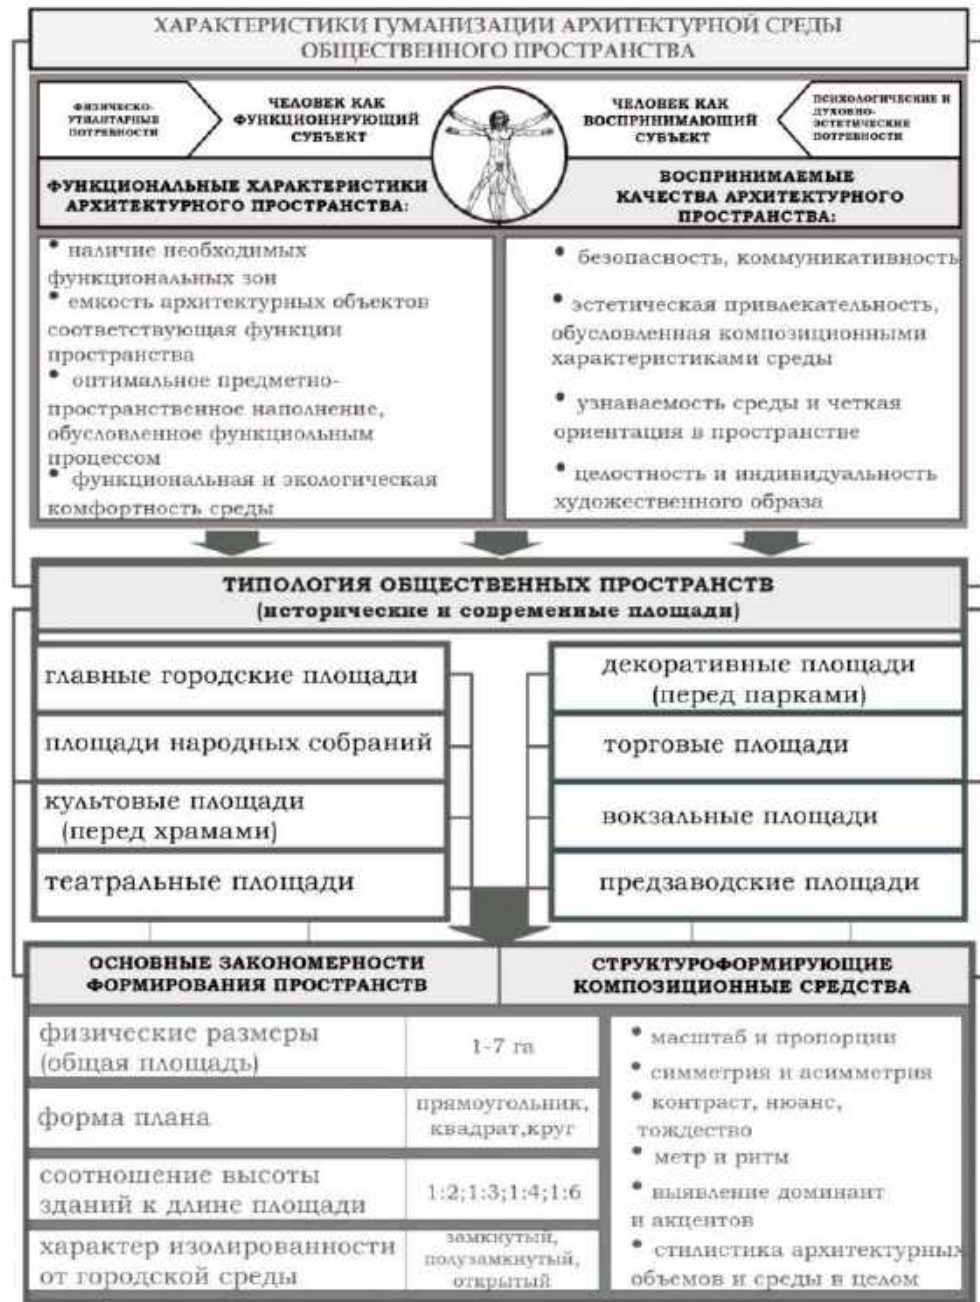 ХАРАКТЕРИСТИКИ ГУМАНИЗАЦИИ АРХИТЕКТУРНОЙ СРЕДЫ
ОБЩЕСТВЕННОГО ПРОСТРАНСТВА
ФИЗИЧЕСКО-
УТИЛИТАРНЫЕ
ПОТРЕБНОСТИ
ЧЕЛОВЕК КАК
ФУНКЦИОНИРУЮЩИЙ
СУБЪЕКТ
ЧЕЛОВЕК КАК
ВОСПРИНИМАЮЩИЙ
СУБЪЕКТ
ПСИХОЛОГИЧЕСКИЕ И
ДУХОВНО-
ЭСТЕТИЧЕСКИЕ
ПОТРЕБНОСТИ
ФУНКЦИОНАЛЬНЫЕ ХАРАКТЕРИСТИКИ
АРХИТЕКТУРНОГО ПРОСТРАНСТВА:
ВОСПРИНИМАЕМЫЕ
КАЧЕСТВА АРХИТЕКТУРНОГО
ПРОСТРАНСТВА:
• наличие необходимых
функциональных зон
• емкость архитектурных объектов
соответствующая функции
пространства
• оптимальное предметно-
пространственное наполнение,
обусловленное функциольным
процессом
• функциональная и экологическая
комфортность среды
• безопасность, коммуникативность
• эстетическая привлекательность,
обусловленная композиционными
характеристиками среды
• узнаваемость среды и четкая
ориентация в пространстве
• целостность и индивидуальность
художественного образа
ТИПОЛОГИЯ ОБЩЕСТВЕННЫХ ПРОСТРАНСТВ
(исторические и современные площади)
главные городские площади
площади народных собраний
культовые площади
(перед храмами)
театральные площади
декоративные площади
(перед парками)
торговые площади
вокзальные площади
предзаводские площади
ОСНОВНЫЕ ЗАКОНОМЕРНОСТИ
ФОРМИРОВАНИЯ ПРОСТРАНСТВ
физические размеры
(общая площадь)
1-7 га
форма плана
прямоугольник,
квадрат,круг
соотношение высоты
зданий к длине площади
1:2;1:3;1:4;1:6
характер изолированности
от городской среды
замкнутый,
полузамкнутый,
открытый
СТРУКТУРОФОРМИРУЮЩИЕ
КОМПОЗИЦИОННЫЕ СРЕДСТВА
• масштаб и пропорции
• симметрия и асимметрия
• контраст, нюанс,
тождество
• метр и ритм
• выявление доминант
и акцентов
• стилистика архитектурных
объемов и среды в целом